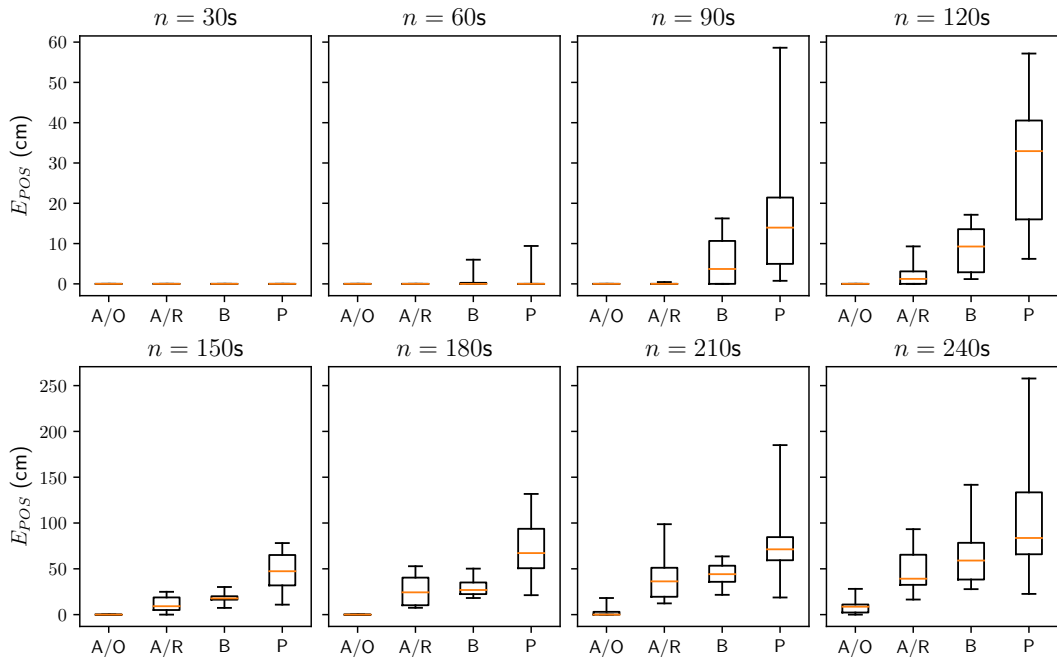 n = 30s n = 60s n = 90s n = 120s
60
50
40
30
20
10
0
E_POS (cm)
A/O A/R B P A/O A/R B P A/O A/R B P A/O A/R B P
n = 150s n = 180s n = 210s n = 240s
250
200
150
100
50
0
E_POS (cm)
A/O A/R B P A/O A/R B P A/O A/R B P A/O A/R B P